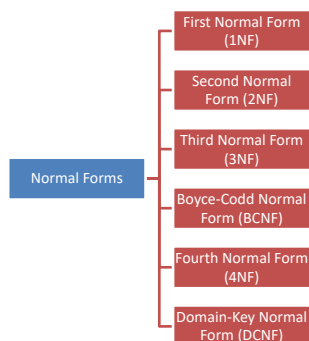 First Normal Form
(1NF)
Second Normal
Form (2NF)
Third Normal Form
(3NF)
Normal Forms
Boyce-Codd Normal
Form (BCNF)
Fourth Normal Form
(4NF)
Domain-Key Normal
Form (DCNF)